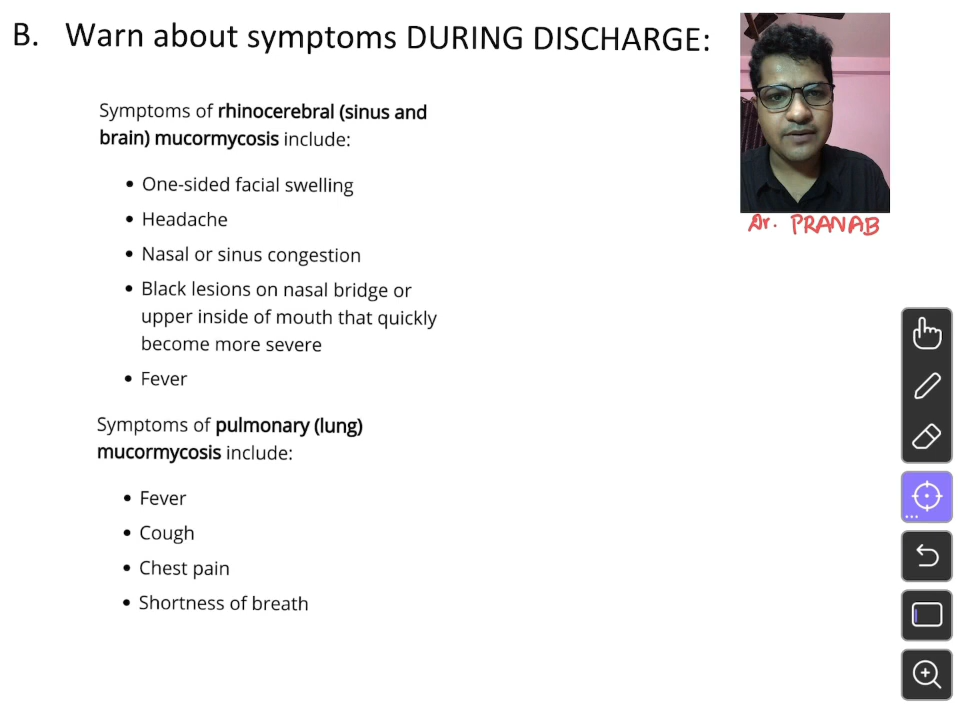 B. Warn about symptoms DURING DISCHARGE:
Dr. PRANAB
Symptoms of rhinocerebral (sinus and
brain) mucormycosis include:
• One-sided facial swelling
• Headache
• Nasal or sinus congestion
• Black lesions on nasal bridge or
upper inside of mouth that quickly
become more severe
• Fever
Symptoms of pulmonary (lung)
mucormycosis include:
• Fever
• Cough
• Chest pain
• Shortness of breath